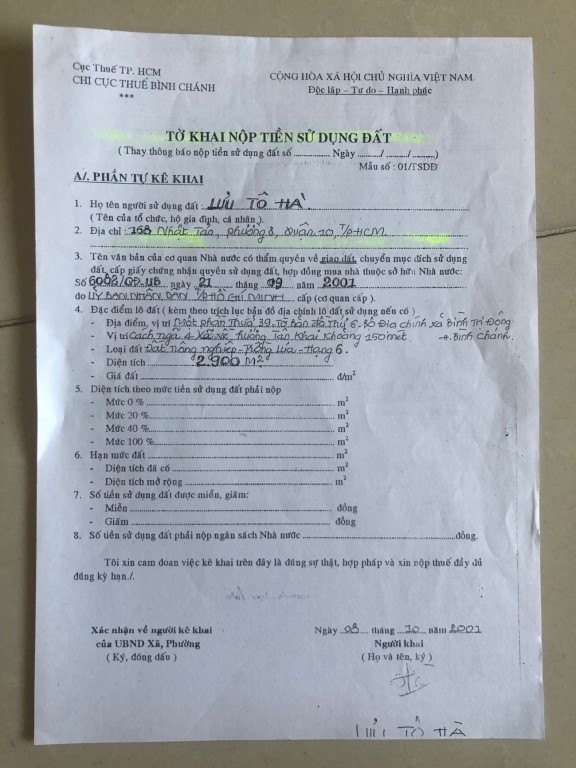 Cục Thuế TP. HCM
CHI CỤC THUẾ BÌNH CHÁNH
***
CỘNG HÒA XÃ HỘI CHỦ NGHĨA VIỆT NAM
Độc lập – Tự do – Hạnh phúc
TỜ KHAI NỘP TIỀN SỬ DỤNG ĐẤT
( Thay thông báo nộp tiền sử dụng đất số .............. Ngày ......../......../........)
Mẫu số : 01/TSDĐ
A/. PHẦN TỰ KÊ KHAI
1. Họ tên người sử dụng đất : LƯU TÔ HÀ
( Tên của tổ chức, hộ gia đình, cá nhân ).
2. Địa chỉ : 168 Nhật Tảo, phường 8, Quận 10, TPHCM
3. Tên văn bản của cơ quan Nhà nước có thẩm quyền về giao đất, chuyển mục đích sử dụng
đất, cấp giấy chứng nhận quyền sử dụng đất, hợp đồng mua nhà thuộc sở hữu Nhà nước:
Số 6002/GP-UB ngày 21 tháng 09 năm 2001
do ỦY BAN NHÂN DÂN TP HỒ CHÍ MINH cấp (cơ quan cấp ).
4. Đặc điểm lô đất ( kèm theo trích lục bản đồ địa chính lô đất sử dụng nếu có )
- Địa điểm, vị trí Một phần thửa 39 - Tờ bản đồ thứ 6 - Bộ Địa chính xã Bình Trị Đông
- Vị trí Cách ngã 4 Xã về hướng Tân Khai Khoảng 150 mét. H. Bình Chánh.
- Loại đất Đất nông nghiệp - Trồng lúa - Hạng 6.
- Diện tích 2.900 M²
- Giá đất đ/m²
5. Diện tích theo mức tiền sử dụng đất phải nộp
- Mức 0 % m²
- Mức 20 % m²
- Mức 40 % m²
- Mức 100 % m²
6. Hạn mức đất m²
- Diện tích đã có m²
- Diện tích mở rộng m²
7. Số tiền sử dụng đất được miễn, giảm:
- Miễn đồng
- Giảm đồng
8. Số tiền sử dụng đất phải nộp ngân sách Nhà nước đồng.
Tôi xin cam đoan việc kê khai trên đây là đúng sự thật, hợp pháp và xin nộp thuế đầy đủ
đúng kỳ hạn./.
Xác nhận về người kê khai
của UBND Xã, Phường
( Ký, đóng dấu )
Ngày 08 tháng 10 năm 2001
Người khai
( Họ và tên, ký )
LƯU TÔ HÀ